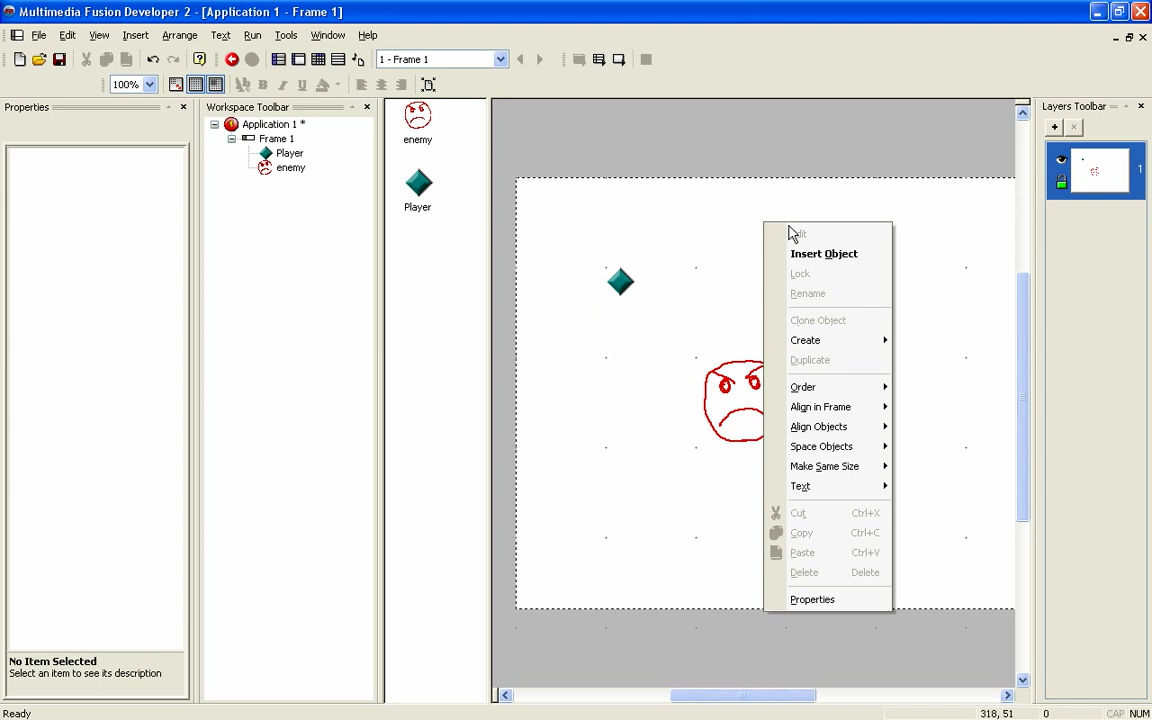 Multimedia Fusion Developer 2 - [Application 1 - Frame 1]
File Edit View Insert Arrange Text Run Tools Window Help
1 - Frame 1
100%
Properties
Workspace Toolbar
Application 1 *
Frame 1
Player
enemy
enemy
Player
Insert Object
Lock
Rename
Clone Object
Create
Duplicate
Order
Align in Frame
Align Objects
Space Objects
Make Same Size
Text
Cut Ctrl+X
Copy Ctrl+C
Paste Ctrl+V
Delete Delete
Properties
Layers Toolbar
1
No Item Selected
Select an item to see its description
Ready
318, 51
0
CAP NUM